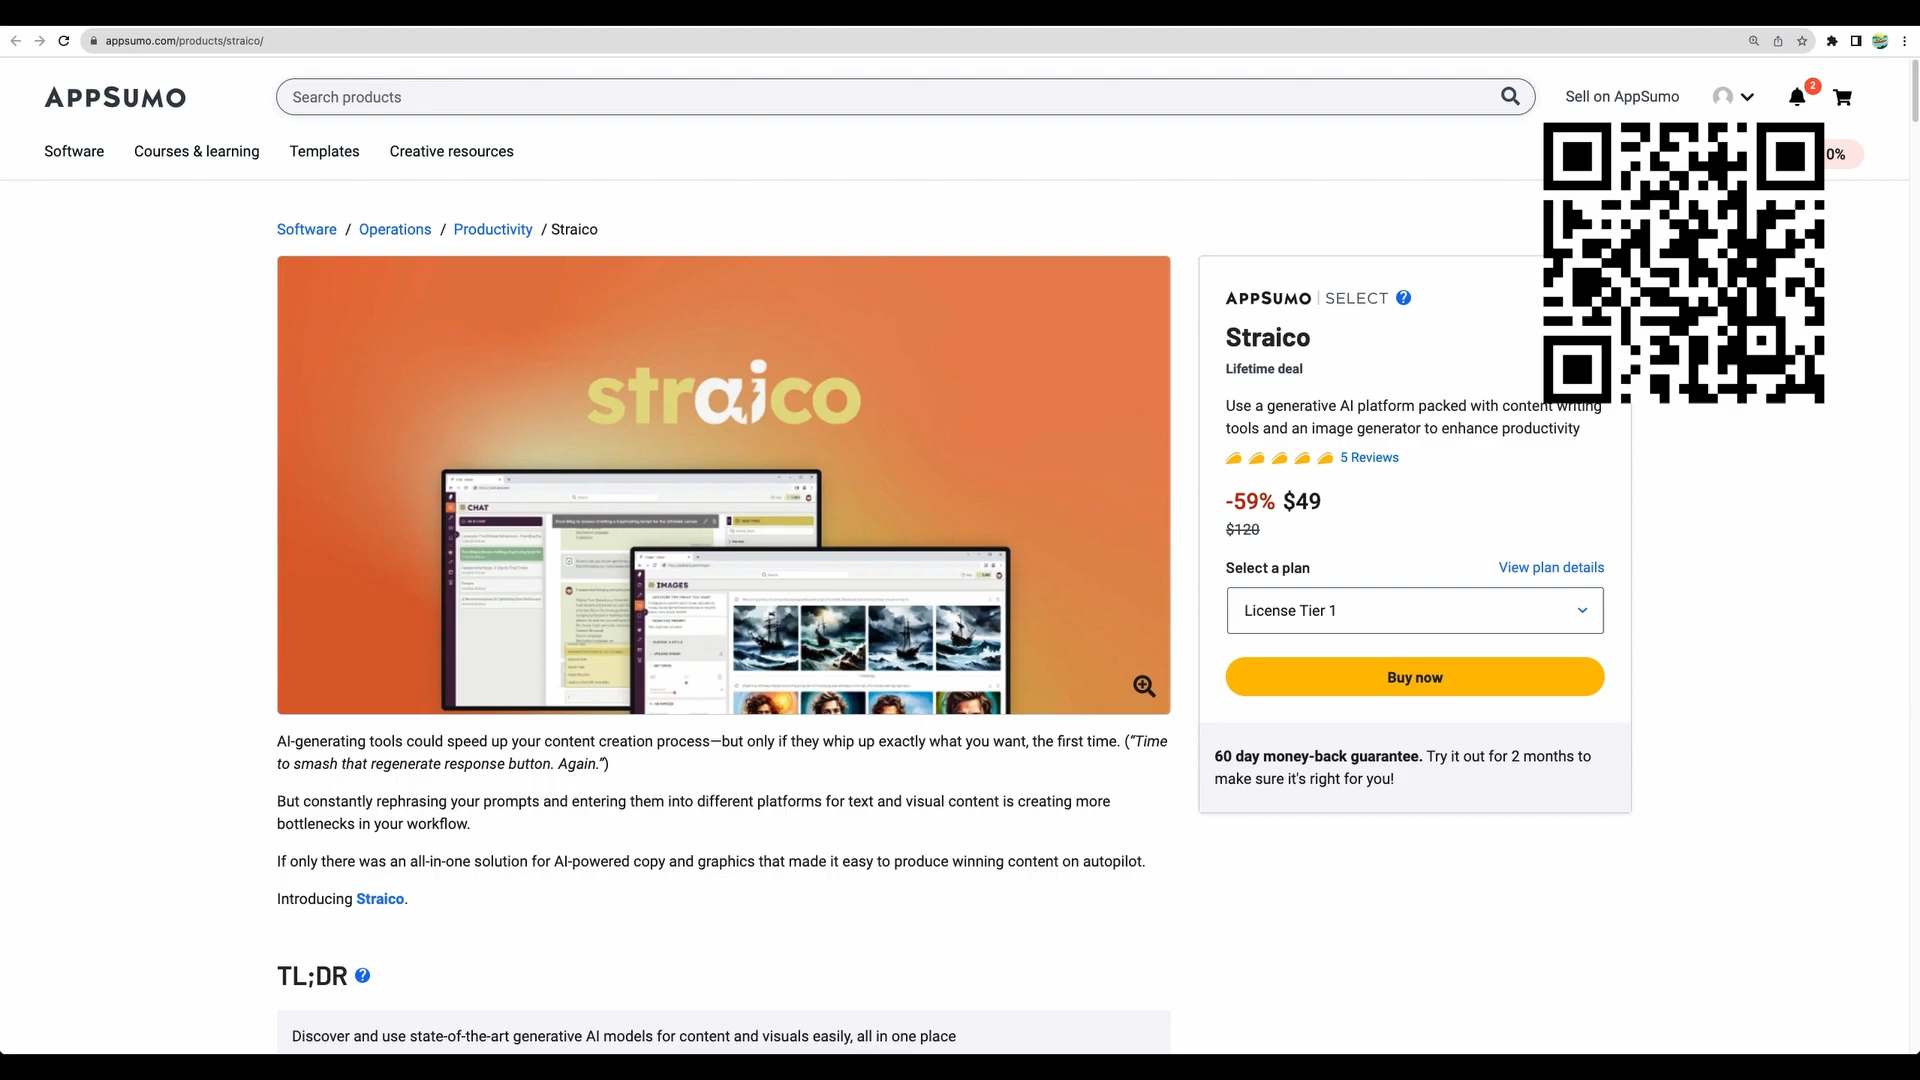 appsumo.com/products/straico/
APPSUMO
Search products
Sell on AppSumo
2
Software
Courses & learning
Templates
Creative resources
0%
Software / Operations / Productivity / Straico
straico
CHAT
IMAGES
APPSUMO | SELECT
Straico
Lifetime deal
Use a generative AI platform packed with content writing
tools and an image generator to enhance productivity
5 Reviews
-59% $49
$120
Select a plan
View plan details
License Tier 1
Buy now
60 day money-back guarantee. Try it out for 2 months to
make sure it's right for you!
AI-generating tools could speed up your content creation process—but only if they whip up exactly what you want, the first time. (“Time
to smash that regenerate response button. Again.”)
But constantly rephrasing your prompts and entering them into different platforms for text and visual content is creating more
bottlenecks in your workflow.
If only there was an all-in-one solution for AI-powered copy and graphics that made it easy to produce winning content on autopilot.
Introducing Straico.
TL;DR
Discover and use state-of-the-art generative AI models for content and visuals easily, all in one place